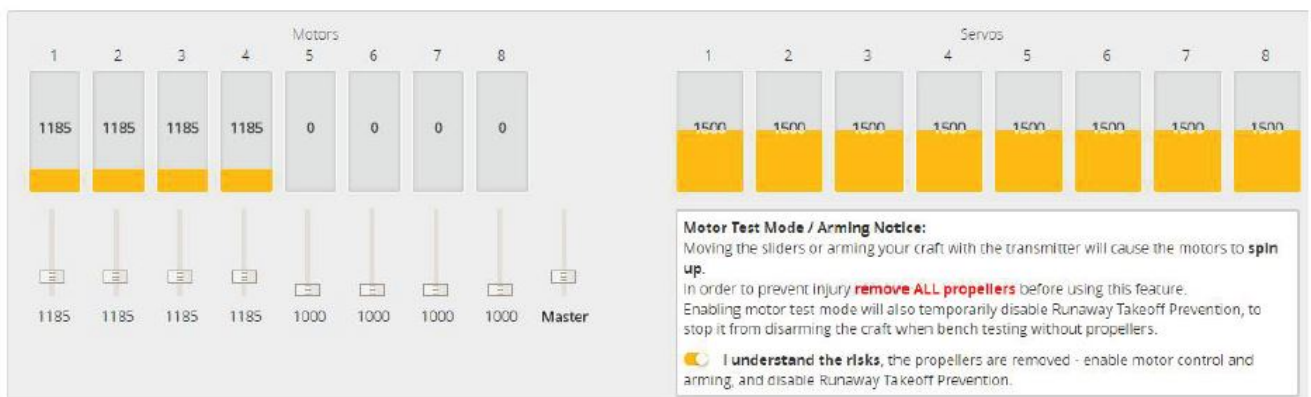 Motors
1 2 3 4 5 6 7 8
1185 1185 1185 1185 0 0 0 0
1185 1185 1185 1185 1000 1000 1000 1000 Master
Servos
1 2 3 4 5 6 7 8
1500 1500 1500 1500 1500 1500 1500 1500
Motor Test Mode / Arming Notice:
Moving the sliders or arming your craft with the transmitter will cause the motors to spin
up.
In order to prevent injury remove ALL propellers before using this feature.
Enabling motor test mode will also temporarily disable Runaway Takeoff Prevention, to
stop it from disarming the craft when bench testing without propellers.
I understand the risks, the propellers are removed - enable motor control and
arming, and disable Runaway Takeoff Prevention.